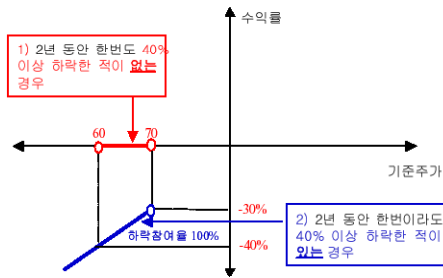 수익률
1) 2년 동안 한번도 40%
이상 하락한 적이 없는
경우
60
70
기준주가
-30%
하락참여율 100%
-40%
2) 2년 동안 한번이라도
40% 이상 하락한 적이
있는 경우